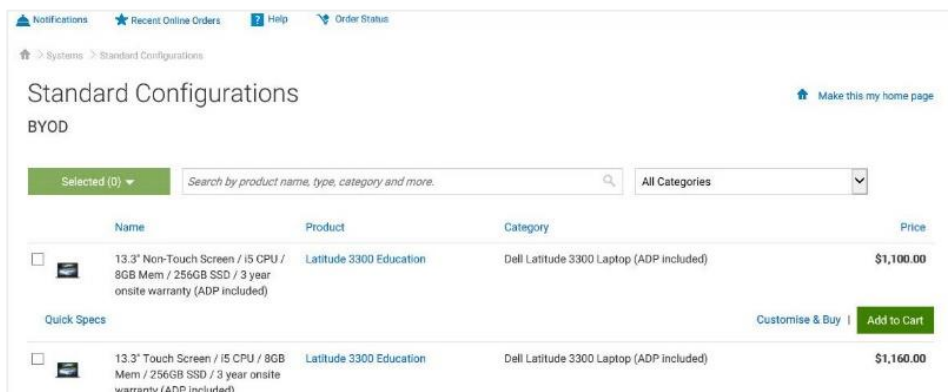 Notifications Recent Online Orders ? Help Order Status
> Systems > Standard Configurations
Standard Configurations
Make this my home page
BYOD
Selected (0) Search by product name, type, category and more. All Categories
Name Product Category Price
13.3" Non-Touch Screen / i5 CPU / Latitude 3300 Education Dell Latitude 3300 Laptop (ADP included) $1,100.00
8GB Mem / 256GB SSD / 3 year
onsite warranty (ADP included)
Quick Specs Customise & Buy | Add to Cart
13.3" Touch Screen / i5 CPU / 8GB Latitude 3300 Education Dell Latitude 3300 Laptop (ADP included) $1,160.00
Mem / 256GB SSD / 3 year onsite
warranty (ADP included)